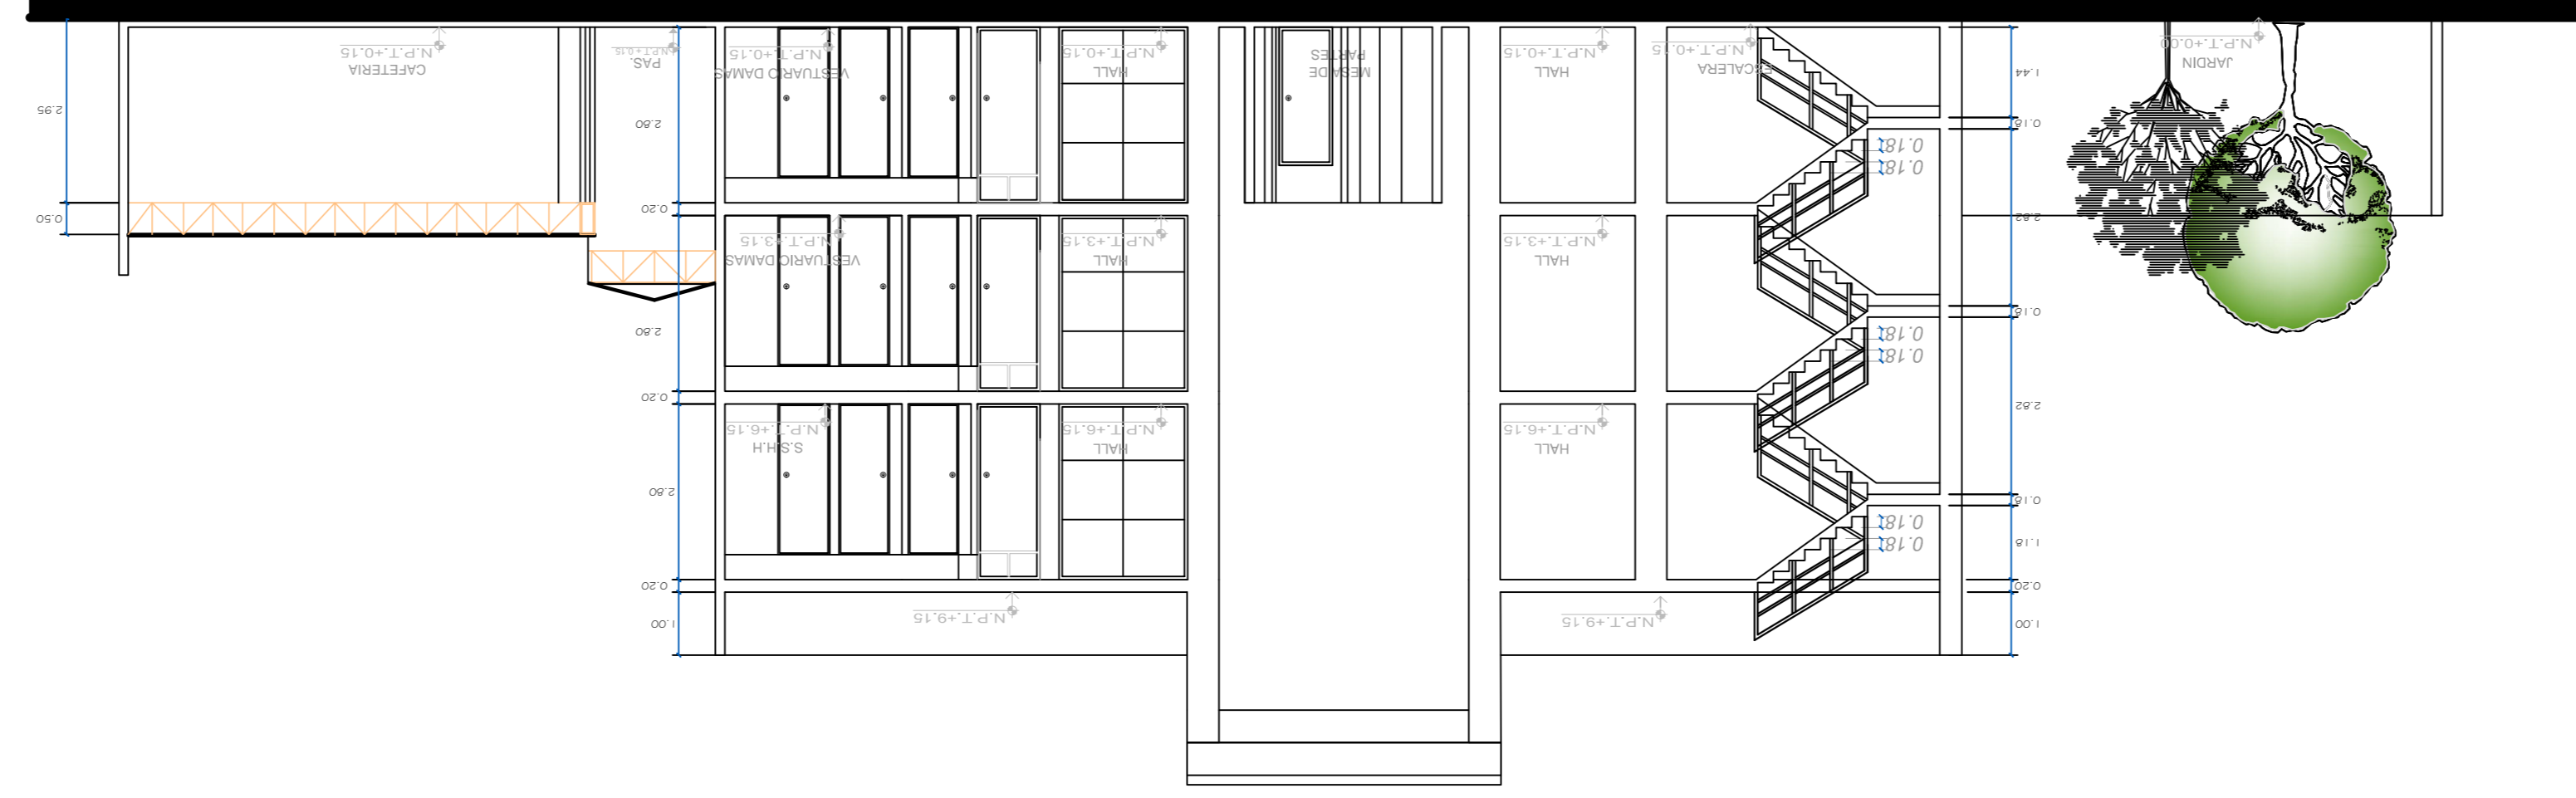 1.00
N.P.T.+9.15
N.P.T.+9.15
1.00
0.20
0.20
1.18
0.18
0.18
0.18
2.80
HALL
N.P.T.+6.15
HALL
N.P.T.+6.15
S.S.H.H
N.P.T.+6.15
2.82
0.20
0.18
0.18
0.18
2.80
HALL
N.P.T.+3.15
HALL
N.P.T.+3.15
VESTUARIO DAMAS
N.P.T.+3.15
2.82
0.20
0.50
0.18
0.18
0.18
2.80
2.95
1.44
JARDIN
N.P.T.+0.00
ESCALERA
N.P.T.+0.15
HALL
N.P.T.+0.15
MESA DE
PARTES
HALL
N.P.T.+0.15
VESTUARIO DAMAS
N.P.T.+0.15
PAS.
N.P.T.+0.15
CAFETERIA
N.P.T.+0.15